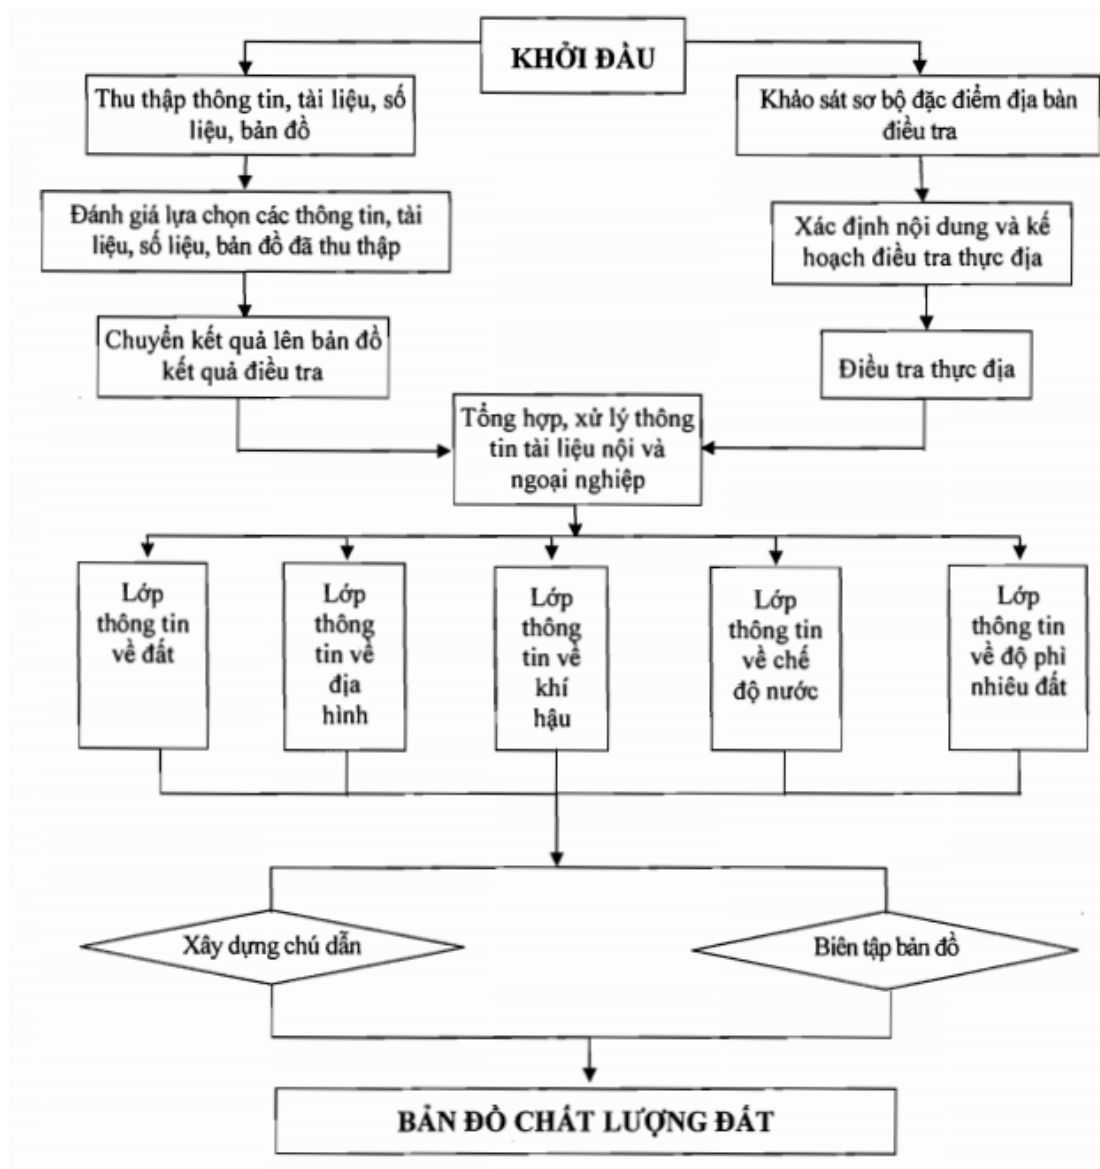 KHỞI ĐẦU
Thu thập thông tin, tài liệu, số
liệu, bản đồ
Khảo sát sơ bộ đặc điểm địa bàn
điều tra
Đánh giá lựa chọn các thông tin, tài
liệu, số liệu, bản đồ đã thu thập
Xác định nội dung và kế
hoạch điều tra thực địa
Chuyển kết quả lên bản đồ
kết quả điều tra
Điều tra thực địa
Tổng hợp, xử lý thông
tin tài liệu nội và
ngoại nghiệp
Lớp
thông tin
về đất
Lớp
thông
tin về
địa
hình
Lớp
thông
tin về
khí
hậu
Lớp
thông tin
về chế
độ nước
Lớp
thông tin
về độ phì
nhiêu đất
Xây dựng chú dẫn
Biên tập bản đồ
BẢN ĐỒ CHẤT LƯỢNG ĐẤT